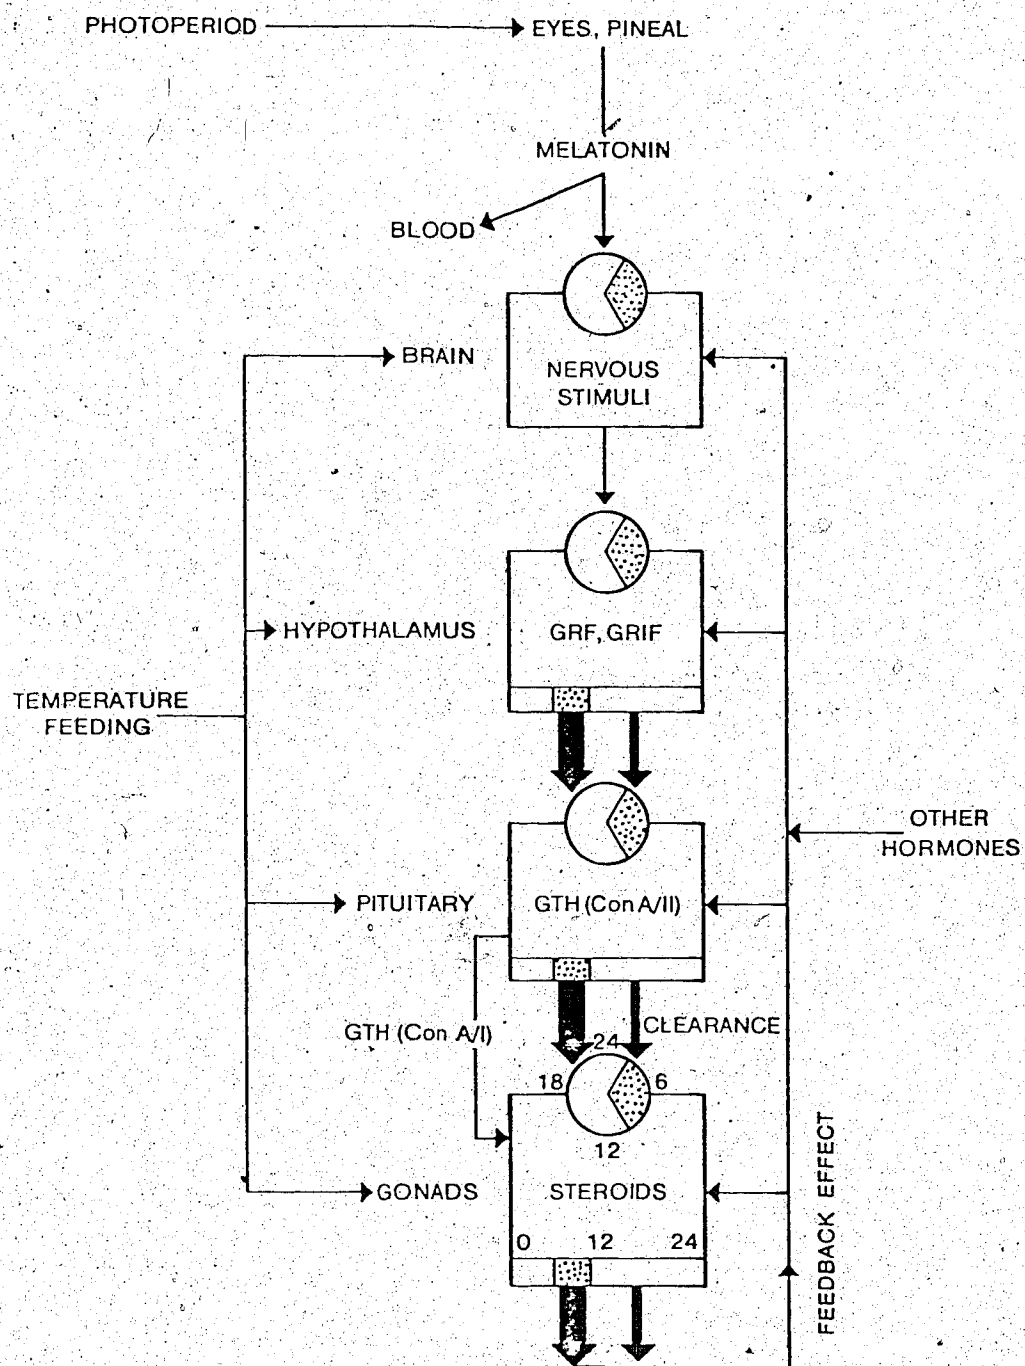 PHOTOPERIOD
EYES, PINEAL
MELATONIN
BLOOD
BRAIN
NERVOUS
STIMULI
HYPOTHALAMUS
GRF, GRIF
TEMPERATURE
FEEDING
OTHER
HORMONES
PITUITARY
GTH (Con A/II)
GTH (Con A/I)
CLEARANCE
24
18
6
12
GONADS
STEROIDS
0 12 24
FEEDBACK EFFECT